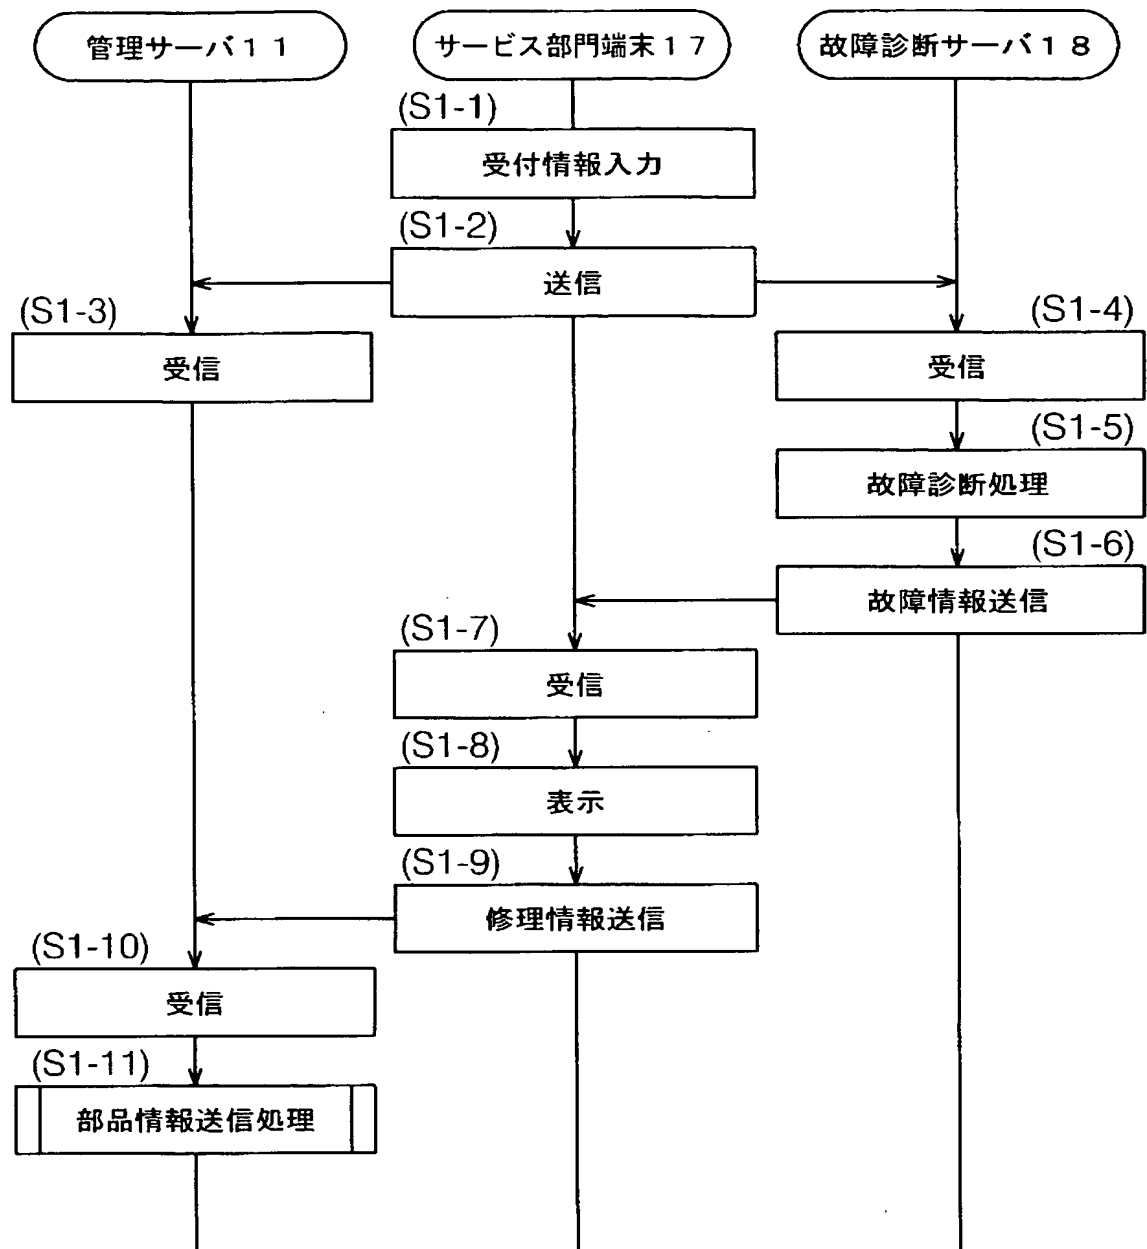 管理サーバ１１
サービス部門端末１７
故障診断サーバ１８
(S1-1)
受付情報入力
(S1-2)
送信
(S1-3)
受信
(S1-4)
受信
(S1-5)
故障診断処理
(S1-6)
故障情報送信
(S1-7)
受信
(S1-8)
表示
(S1-9)
修理情報送信
(S1-10)
受信
(S1-11)
部品情報送信処理